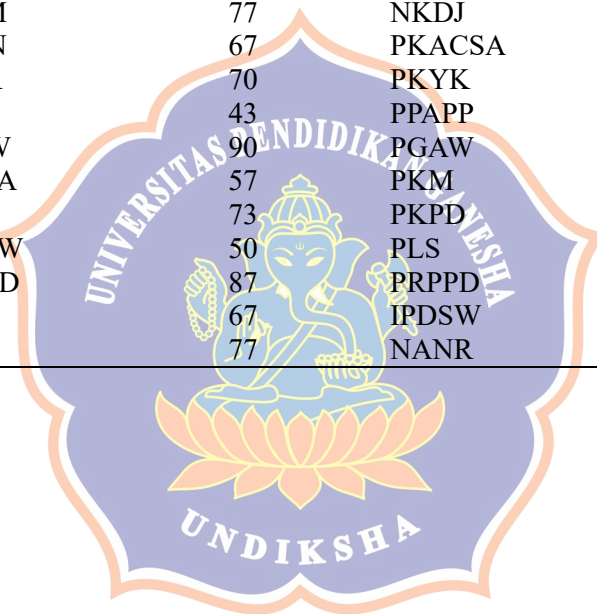 M 77 NKDJ
N 67 PKACSA
70 PKYK
43 PPAPP
W 90 PGAW
A 57 PKM
73 PKPD
W 50 PLS
D 87 PRPPD
67 IPDSW
77 NANR
UNIVERSITAS PENDIDIKAN GANESHA
UNDIKSHA